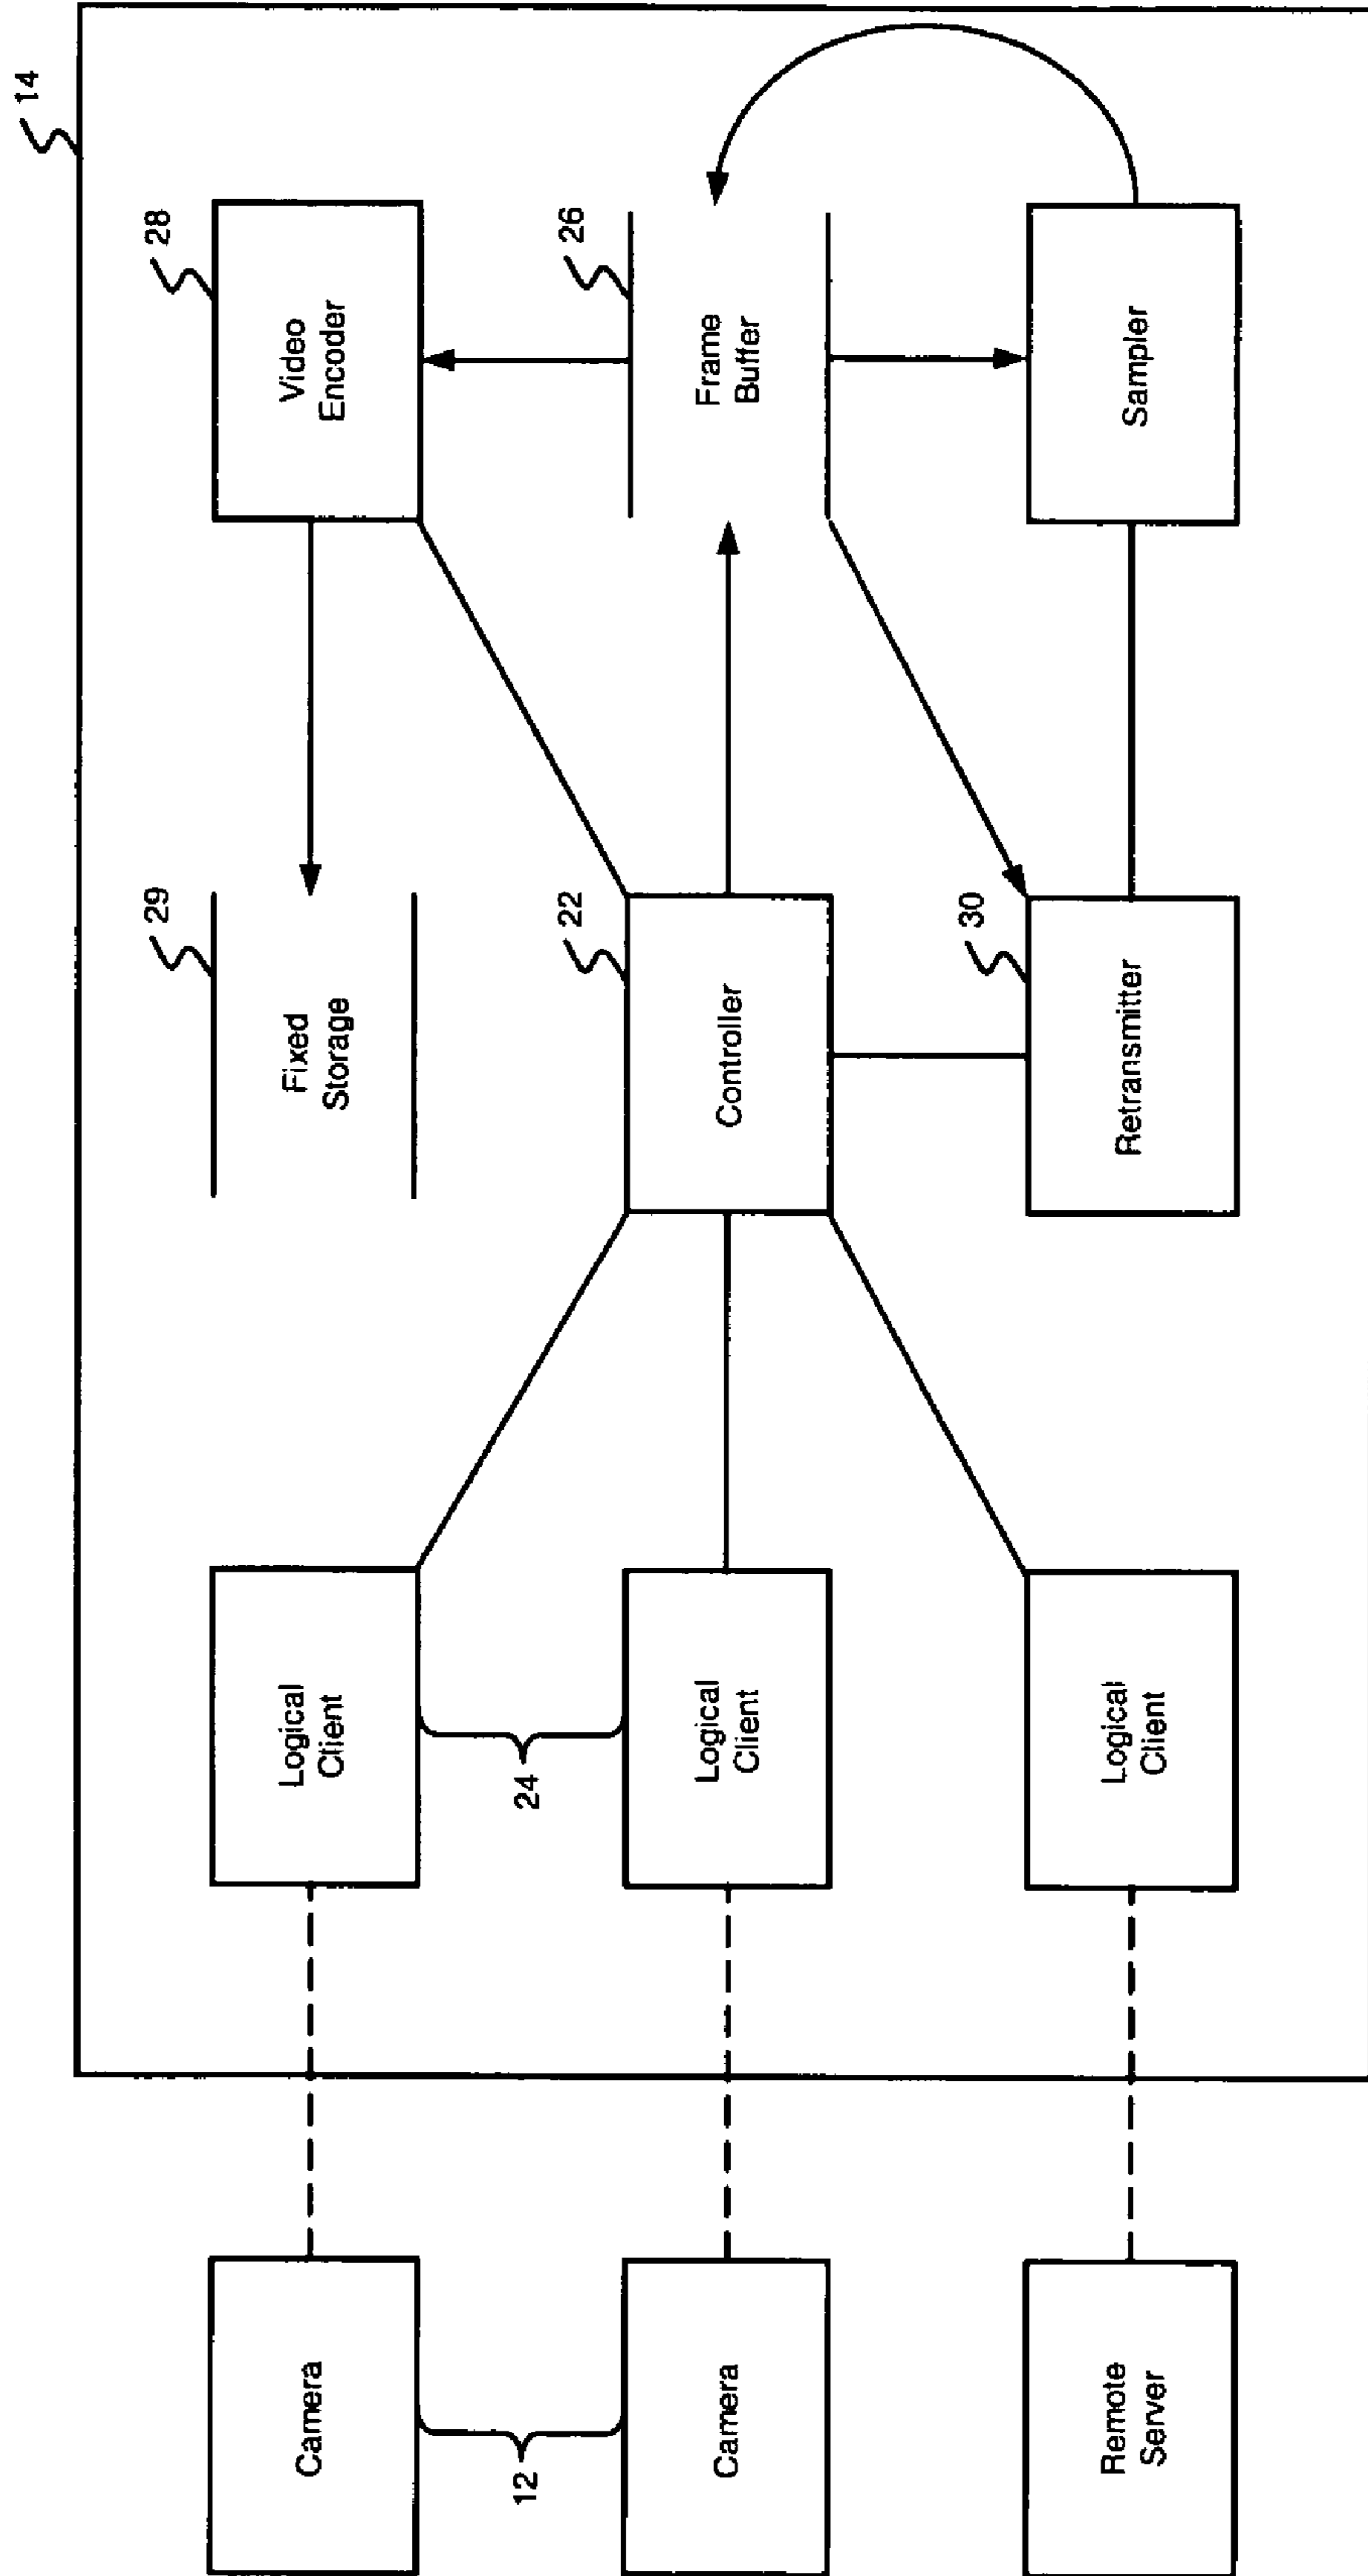 14
29
28
Camera
Logical
Client
Fixed
Storage
Video
Encoder
12
24
22
26
Camera
Logical
Client
Controller
Frame
Buffer
30
Remote
Server
Logical
Client
Retransmitter
Sampler